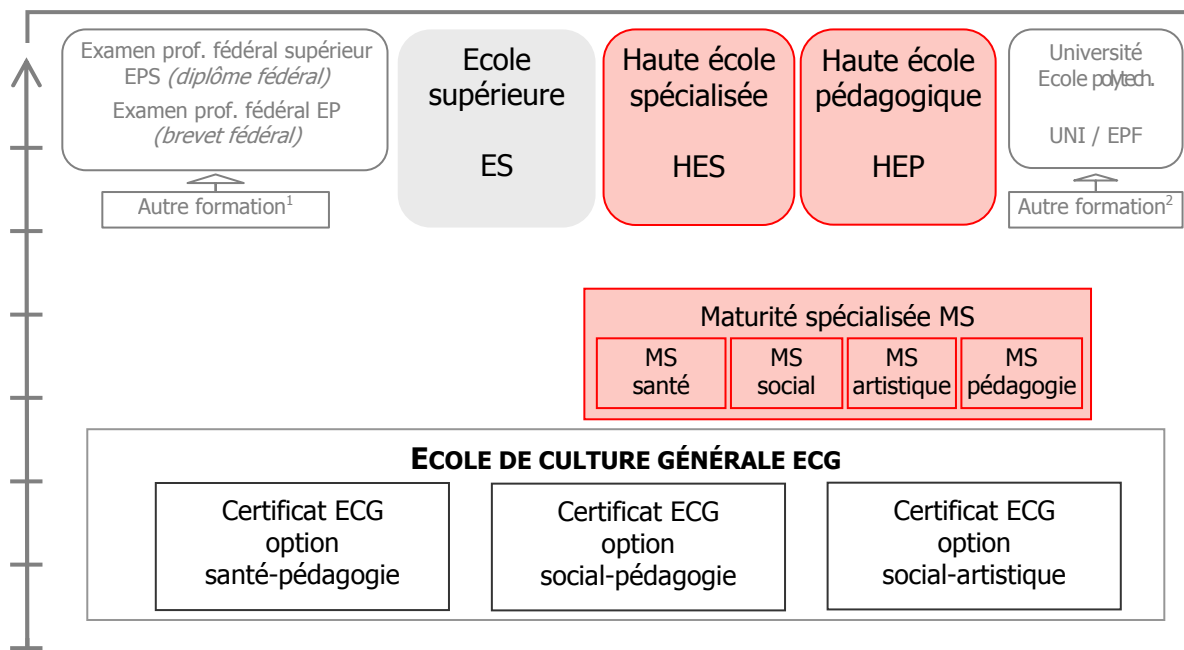 Examen prof. fédéral supérieur
EPS (diplôme fédéral)
Examen prof. fédéral EP
(brevet fédéral)
Autre formation1
Ecole
supérieure
ES
Haute école
spécialisée
HES
Haute école
pédagogique
HEP
Université
Ecole polytech.
UNI / EPF
Autre formation2
Maturité spécialisée MS
MS
santé
MS
social
MS
artistique
MS
pédagogie
ECOLE DE CULTURE GÉNÉRALE ECG
Certificat ECG
option
santé-pédagogie
Certificat ECG
option
social-pédagogie
Certificat ECG
option
social-artistique